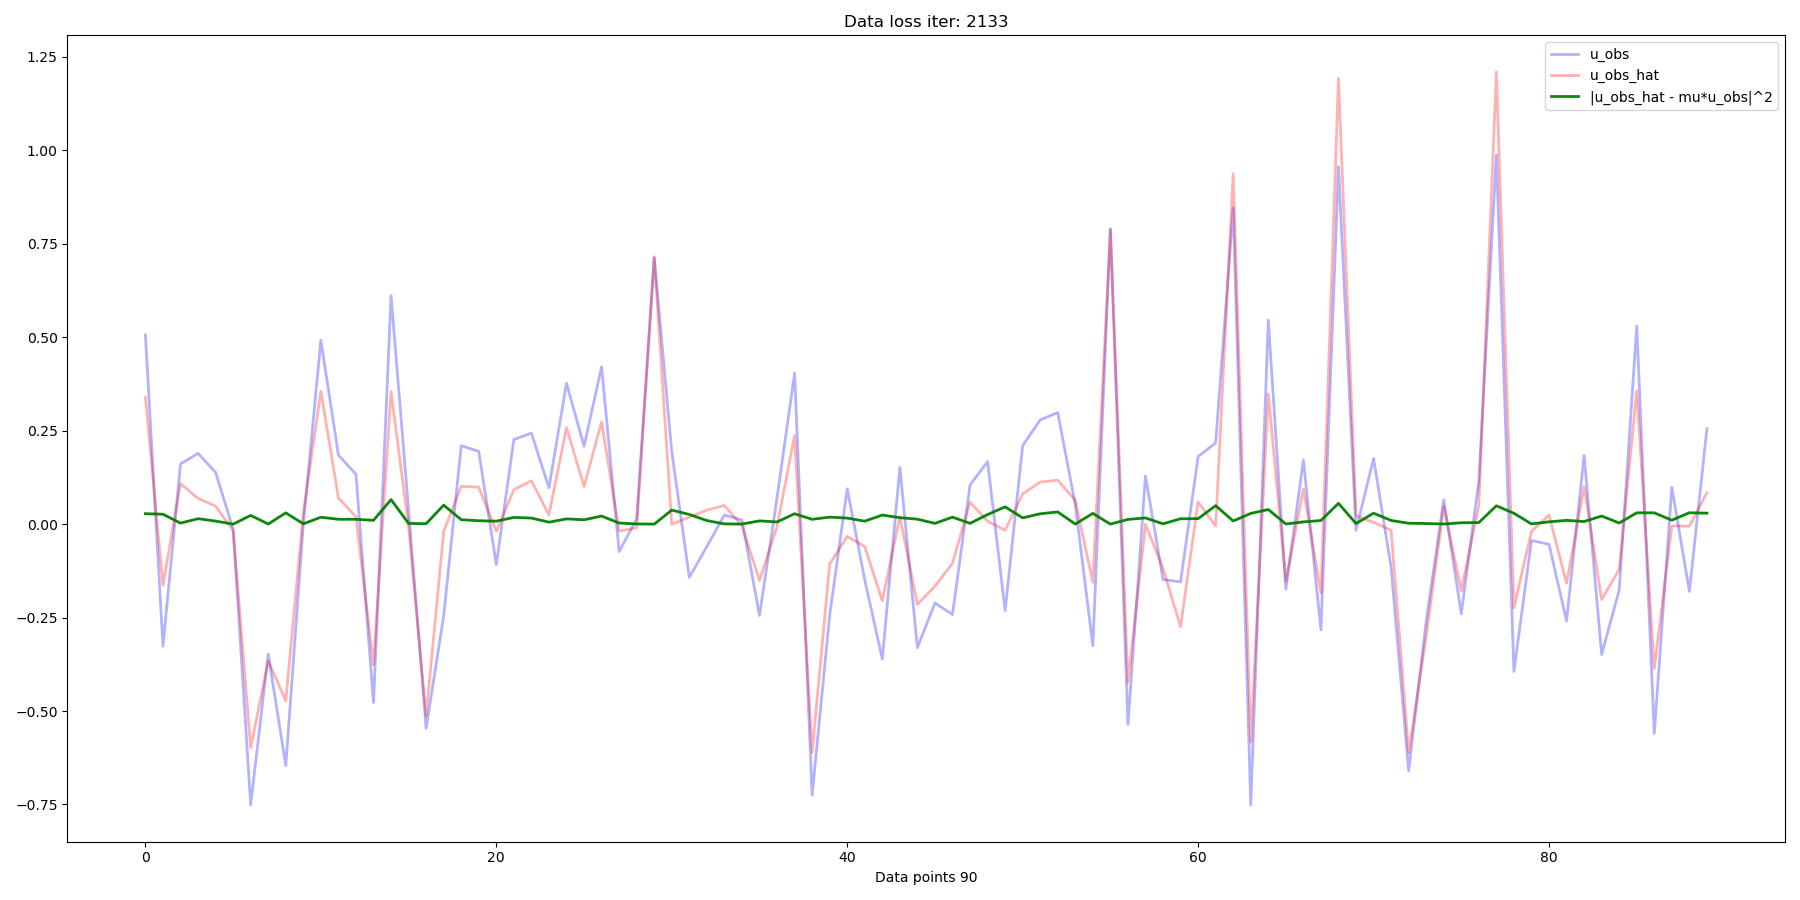 Data loss iter: 2133
u_obs
u_obs_hat
|u_obs_hat - mu*u_obs|^2
1.25
1.00
0.75
0.50
0.25
0.00
−0.25
−0.50
−0.75
0 20 40 60 80
Data points 90